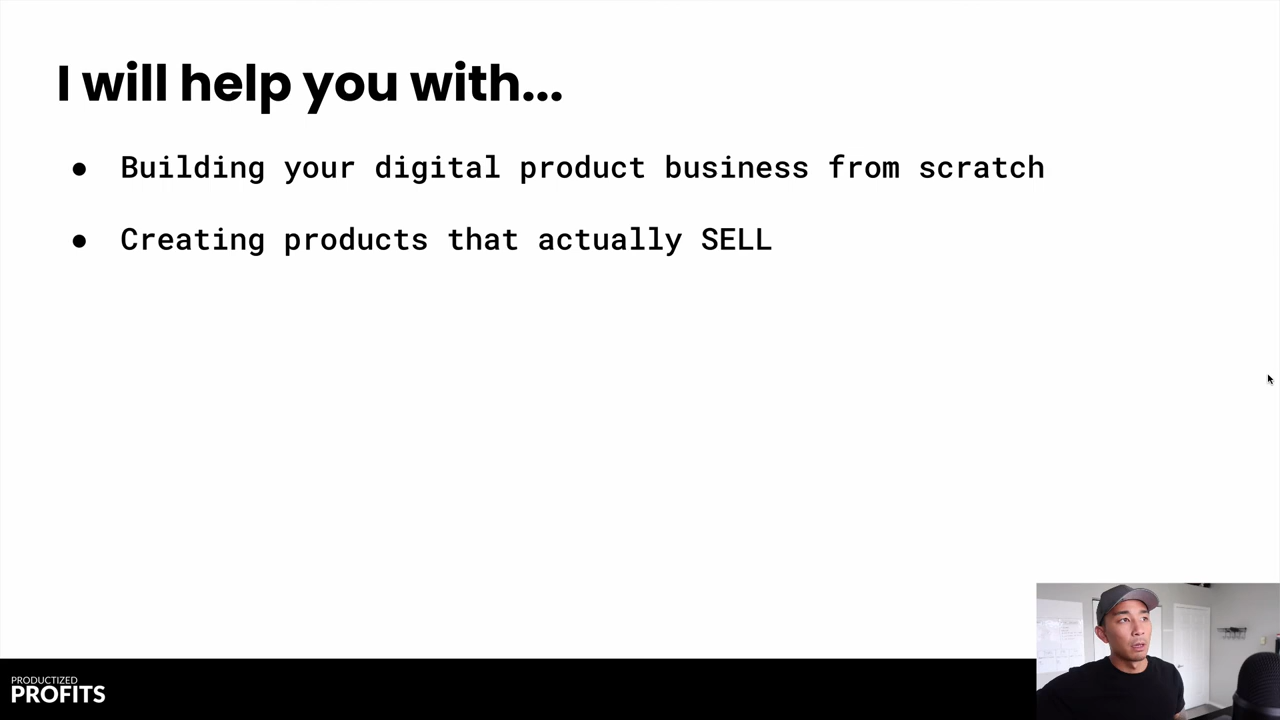 I will help you with...
● Building your digital product business from scratch
● Creating products that actually SELL
PRODUCTIZED
PROFITS